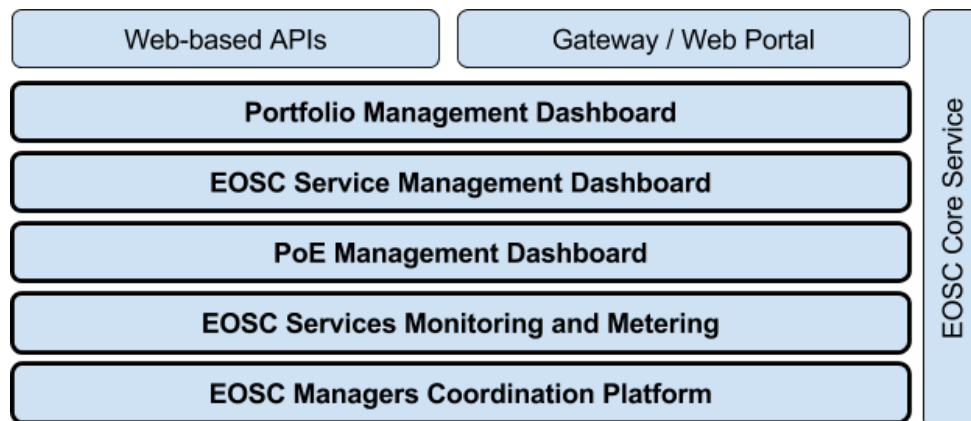 Web-based APIs
Gateway / Web Portal
Portfolio Management Dashboard
EOSC Service Management Dashboard
PoE Management Dashboard
EOSC Services Monitoring and Metering
EOSC Managers Coordination Platform
EOSC Core Service